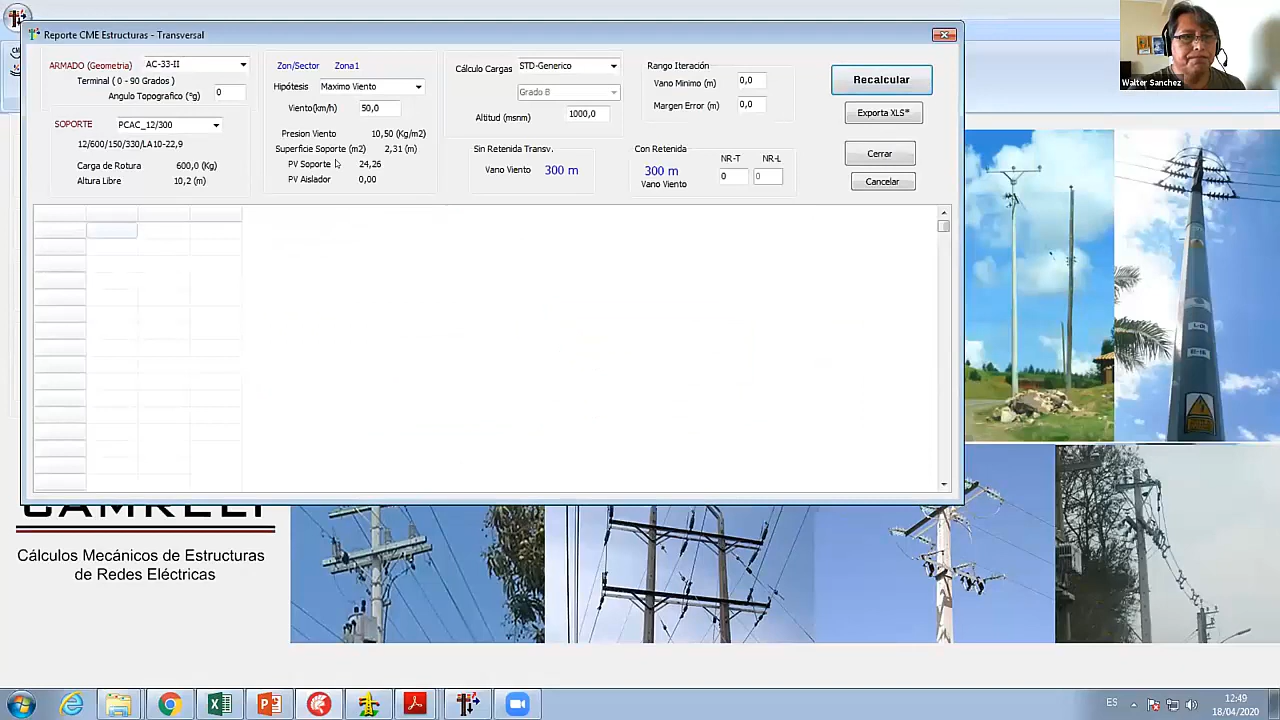 Reporte CME Estructuras - Transversal
ARMADO (Geometria) AC-33-II
Terminal ( 0 - 90 Grados )
Angulo Topografico (°g) 0
SOPORTE PCAC_12/300
12/600/150/330/LA10-22,9
Carga de Rotura 600,0 (Kg)
Altura Libre 10,2 (m)
Zon/Sector Zona1
Hipótesis Maximo Viento
Viento(km/h) 50,0
Presion Viento 10,50 (Kg/m2)
Superficie Soporte (m2) 2,31 (m)
PV Soporte 24,26
PV Aislador 0,00
Cálculo Cargas STD-Generico
Grado B
Altitud (msnm) 1000,0
Sin Retenida Transv.
Vano Viento 300 m
Rango Iteración
Vano Minimo (m) 0,0
Margen Error (m) 0,0
Con Retenida
300 m
Vano Viento
NR-T NR-L
0 0
Recalcular
Exporta XLS*
Cerrar
Cancelar
Walter Sanchez
Cálculos Mecánicos de Estructuras
de Redes Eléctricas
ES
12:49
18/04/2020